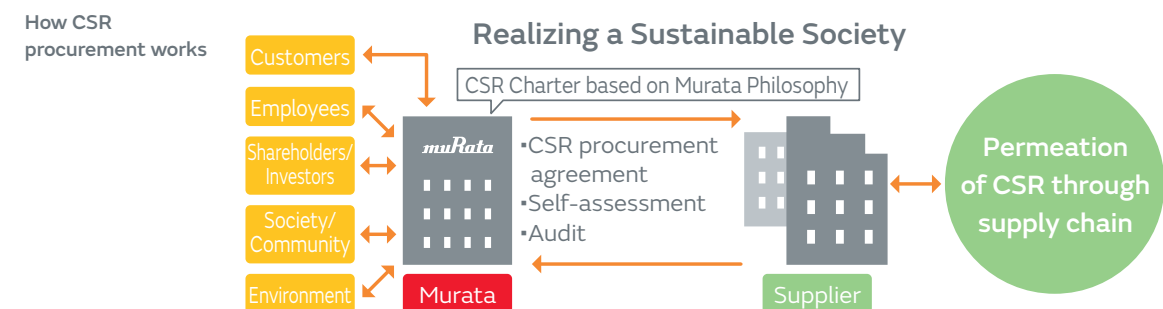 How CSR
procurement works
Realizing a Sustainable Society
Customers
Employees
Shareholders/
Investors
Society/
Community
Environment
CSR Charter based on Murata Philosophy
muRata
▪CSR procurement
agreement
▪Self-assessment
▪Audit
Murata
Supplier
Permeation
of CSR through
supply chain